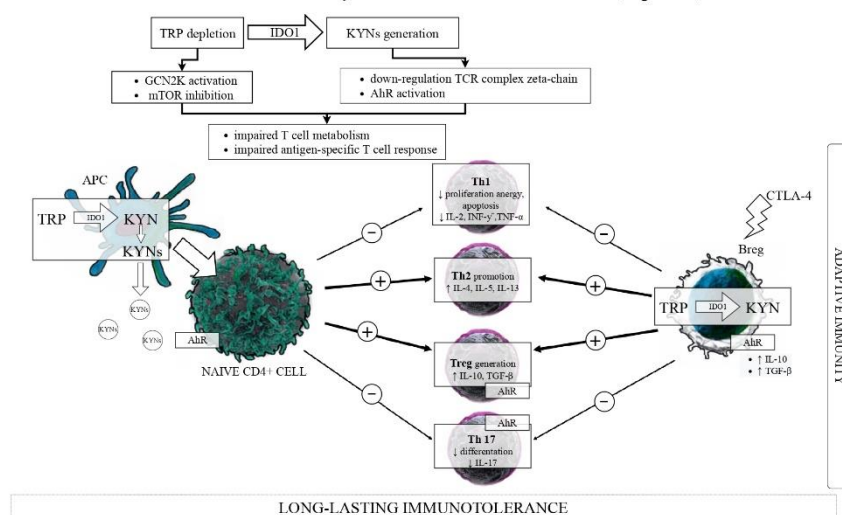 TRP depletion
IDO1
KYNs generation
• GCN2K activation
• mTOR inhibition
• down-regulation TCR complex zeta-chain
• AhR activation
• impaired T cell metabolism
• impaired antigen-specific T cell response
APC
TRP
IDO1
KYN
KYNs
KYNs
KYNs
KYNs
AhR
NAIVE CD4+ CELL
Th1
↓ proliferation anergy,
apoptosis
↓ IL-2, INF-γ,TNF-α
Th2 promotion
↑ IL-4, IL-5, IL-13
Treg generation
↑ IL-10, TGF-β
AhR
AhR
Th 17
↓ differentation
↓ IL-17
−
+
+
−
−
+
+
−
CTLA-4
Breg
TRP
IDO1
KYN
AhR
• ↑ IL-10
• ↑ TGF-β
ADAPTIVE IMMUNITY
LONG-LASTING IMMUNOTOLERANCE